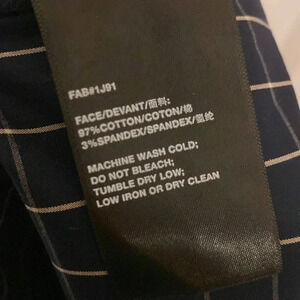 FAB#1J91
FACE/DEVANT/面料:
97%COTTON/COTON/棉
3%SPANDEX/SPANDEX/氨纶
MACHINE WASH COLD;
DO NOT BLEACH;
TUMBLE DRY LOW;
LOW IRON OR DRY CLEAN